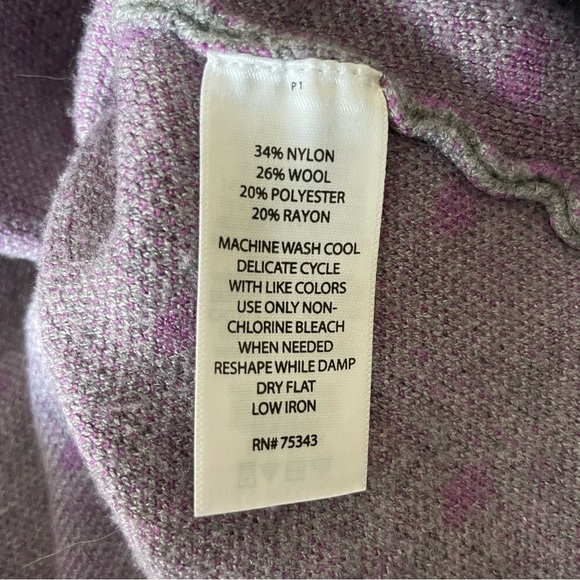 P1
34% NYLON
26% WOOL
20% POLYESTER
20% RAYON
MACHINE WASH COOL
DELICATE CYCLE
WITH LIKE COLORS
USE ONLY NON-
CHLORINE BLEACH
WHEN NEEDED
RESHAPE WHILE DAMP
DRY FLAT
LOW IRON
RN# 75343